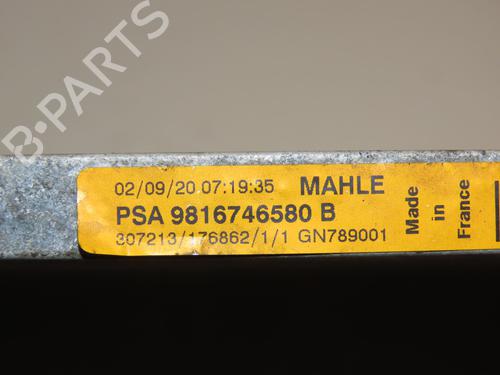 B-PARTS
02/09/20 07:19:35 MAHLE
PSA 9816746580 B
307213/176862/1/1 GN789001
Made
in
France